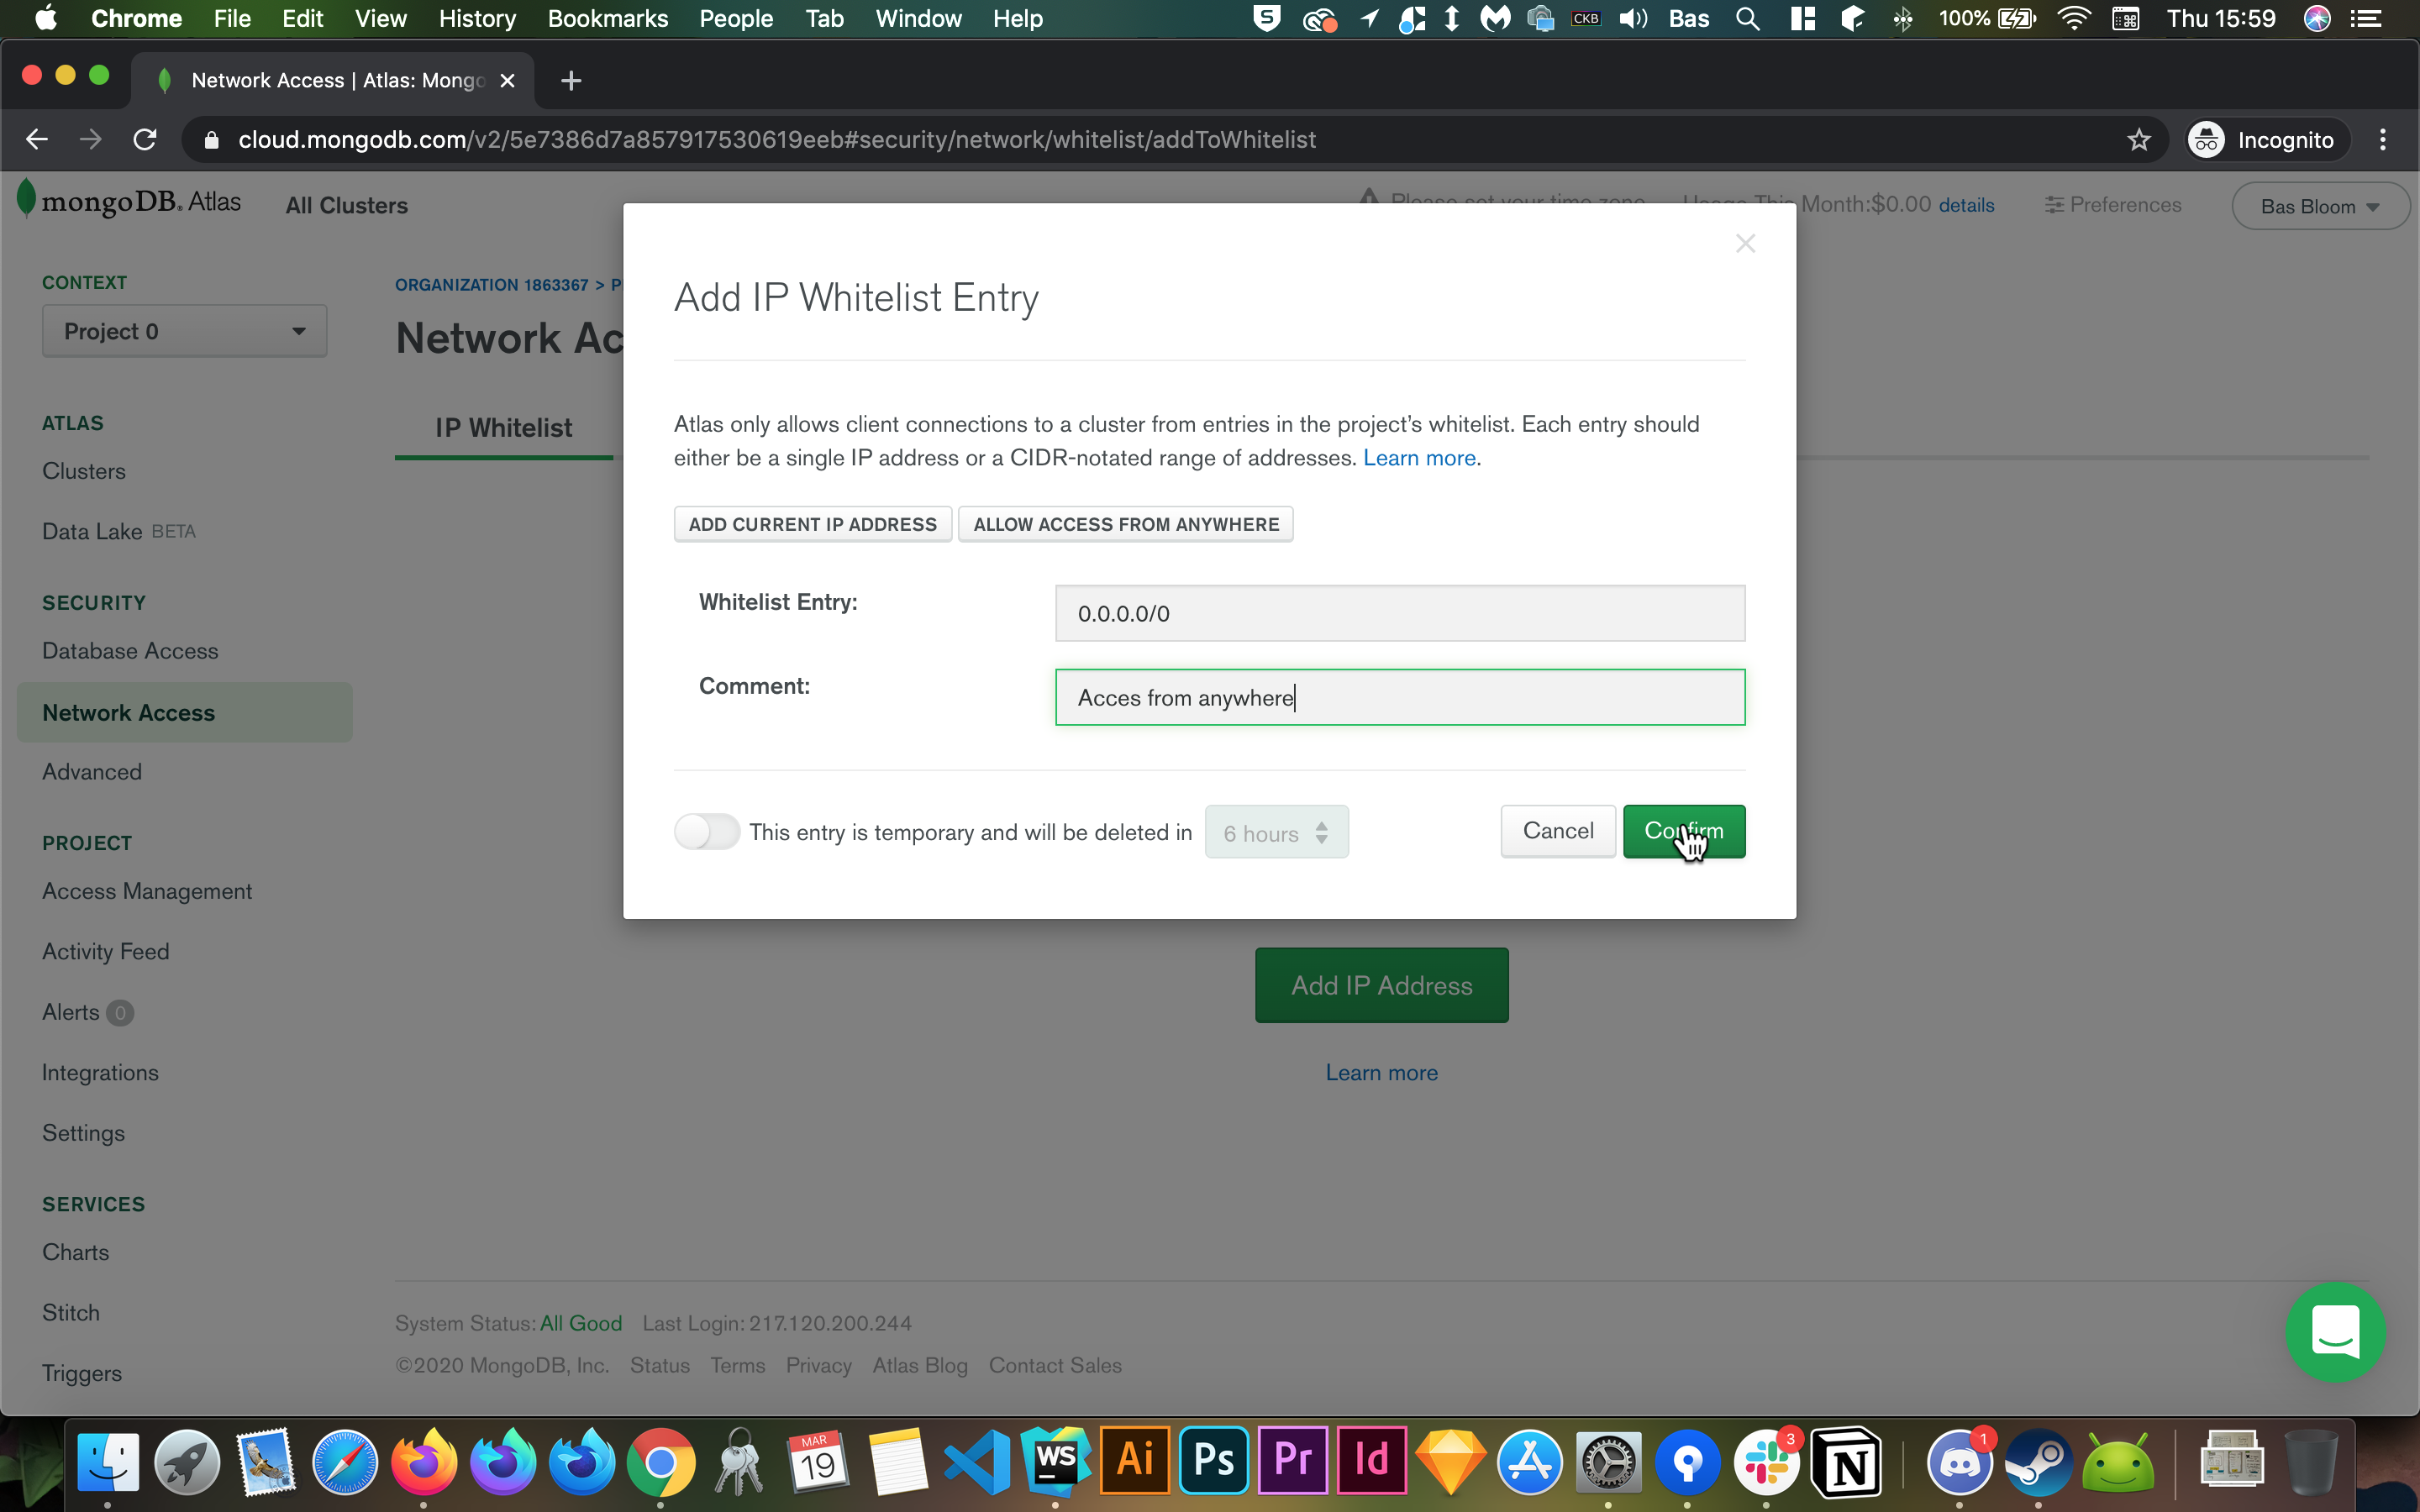 Chrome File Edit View History Bookmarks People Tab Window Help CKB Bas 100% Thu 15:59
Network Access | Atlas: Mongo
cloud.mongodb.com/v2/5e7386d7a857917530619eeb#security/network/whitelist/addToWhitelist Incognito
mongoDB. Atlas All Clusters Please set your time zone Usage This Month:$0.00 details Preferences Bas Bloom
CONTEXT
Project 0
ORGANIZATION 1863367 > P
Network Ac
ATLAS
Clusters
Data Lake BETA
SECURITY
Database Access
Network Access
Advanced
PROJECT
Access Management
Activity Feed
Alerts 0
Integrations
Settings
SERVICES
Charts
Stitch
Triggers
IP Whitelist
Add IP Whitelist Entry
Atlas only allows client connections to a cluster from entries in the project’s whitelist. Each entry should
either be a single IP address or a CIDR-notated range of addresses. Learn more.
ADD CURRENT IP ADDRESS ALLOW ACCESS FROM ANYWHERE
Whitelist Entry: 0.0.0.0/0
Comment: Acces from anywhere
This entry is temporary and will be deleted in 6 hours Cancel Confirm
Add IP Address
Learn more
System Status: All Good Last Login: 217.120.200.244
©2020 MongoDB, Inc. Status Terms Privacy Atlas Blog Contact Sales
MAR
19
WS
Ai
Ps
Pr
Id
3
N
1